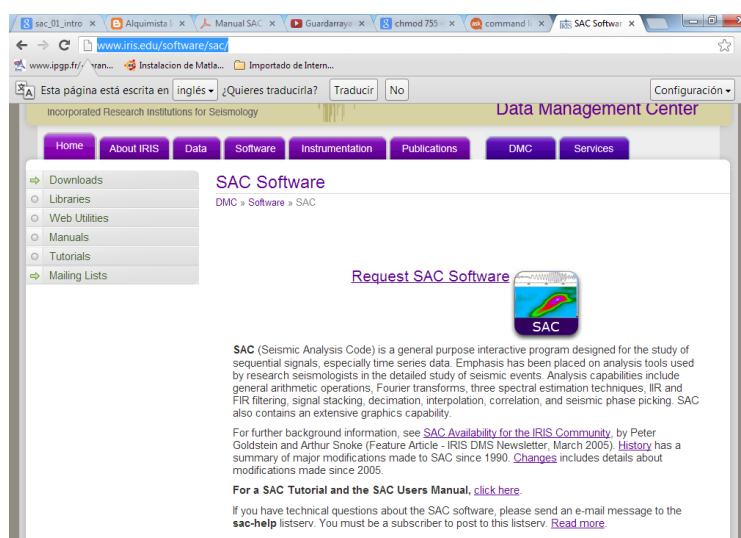 sac_01_intro
Alquimista
Manual SAC
Guardarraya
chmod 755
command
SAC Softwar
www.iris.edu/software/sac/
www.ipgp.fr/
Instalacion de Matla...
Importado de Intern...
Esta página está escrita en inglés ¿Quieres traducirla? Traducir No Configuración
Incorporated Research Institutions for Seismology
Data Management Center
Home About IRIS Data Software Instrumentation Publications DMC Services
Downloads
Libraries
Web Utilities
Manuals
Tutorials
Mailing Lists
SAC Software
DMC » Software » SAC
Request SAC Software
SAC
SAC (Seismic Analysis Code) is a general purpose interactive program designed for the study of
sequential signals, especially time series data. Emphasis has been placed on analysis tools used
by research seismologists in the detailed study of seismic events. Analysis capabilities include
general arithmetic operations, Fourier transforms, three spectral estimation techniques, IIR and
FIR filtering, signal stacking, decimation, interpolation, correlation, and seismic phase picking. SAC
also contains an extensive graphics capability.
For further background information, see SAC Availability for the IRIS Community, by Peter
Goldstein and Arthur Snoke (Feature Article - IRIS DMS Newsletter, March 2005). History has a
summary of major modifications made to SAC since 1990. Changes includes details about
modifications made since 2005.
For a SAC Tutorial and the SAC Users Manual, click here.
If you have technical questions about the SAC software, please send an e-mail message to the
sac-help listserv. You must be a subscriber to post to this listserv. Read more.